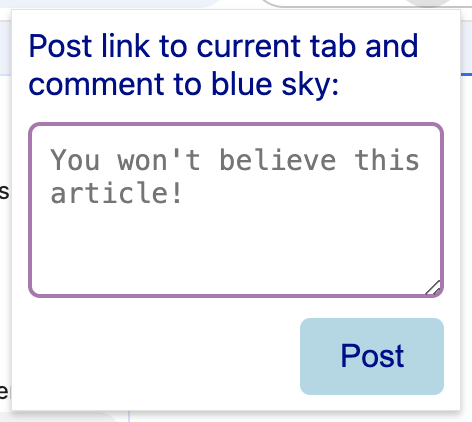 Post link to current tab and
comment to blue sky:
You won't believe this
article!
s
Post
e